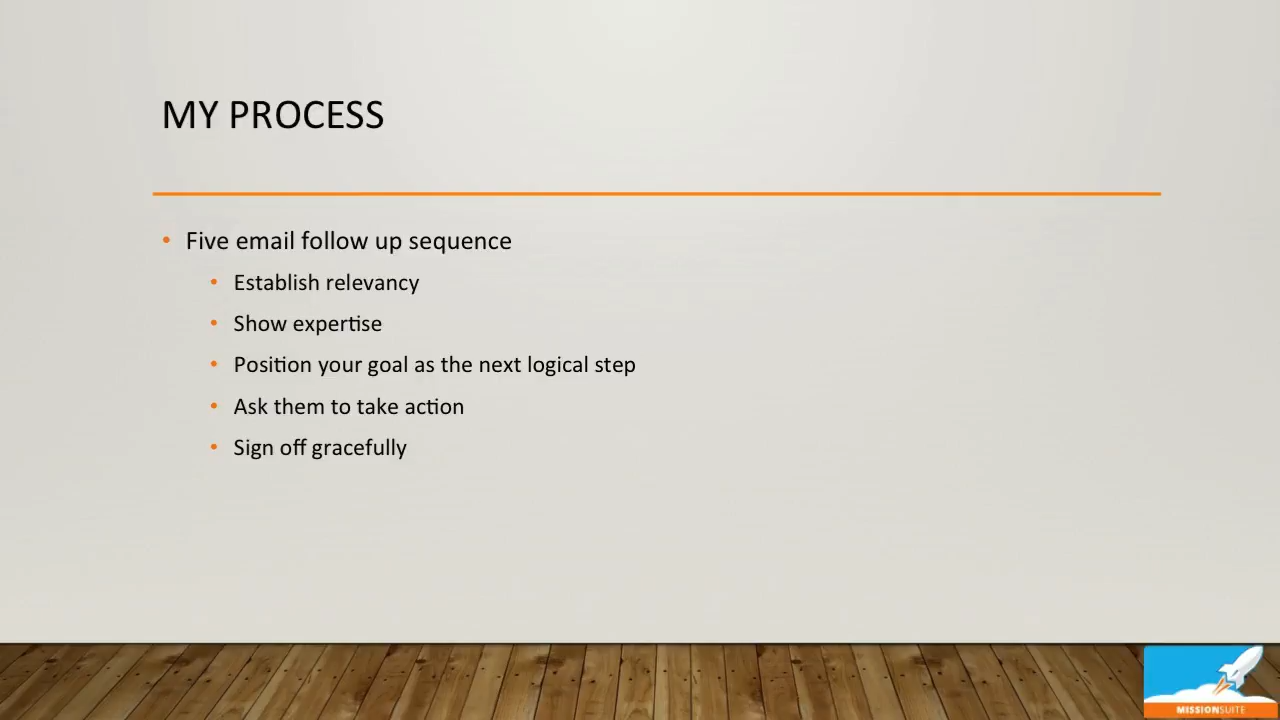 MY PROCESS
• Five email follow up sequence
• Establish relevancy
• Show expertise
• Position your goal as the next logical step
• Ask them to take action
• Sign off gracefully
MISSIONSUITE